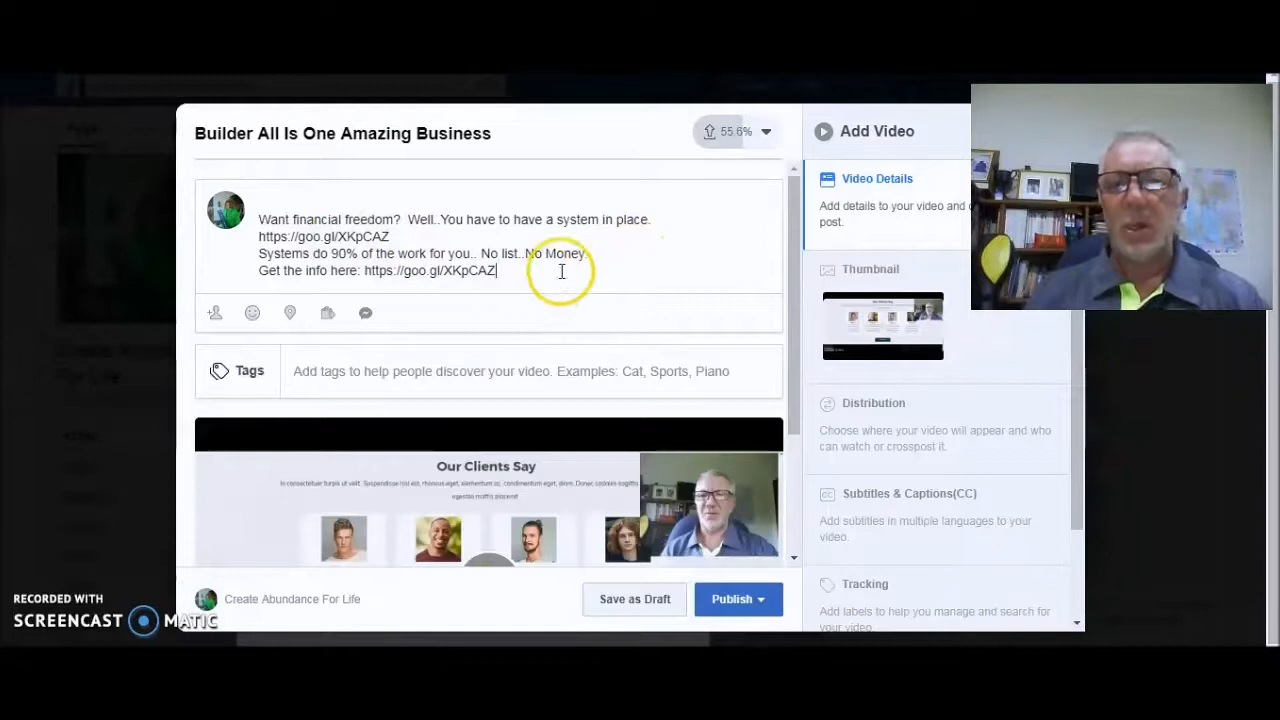 Builder All Is One Amazing Business
55.6%
Want financial freedom?  Well..You have to have a system in place.
https://goo.gl/XKpCAZ
Systems do 90% of the work for you.. No list..No Money.
Get the info here: https://goo.gl/XKpCAZ
Tags
Add tags to help people discover your video. Examples: Cat, Sports, Piano
Our Clients Say
Create Abundance For Life
Save as Draft
Publish
Add Video
Video Details
Add details to your video and
post.
Thumbnail
Distribution
Choose where your video will appear and who
can watch or crosspost it.
Subtitles & Captions(CC)
Add subtitles in multiple languages to your
video.
Tracking
Add labels to help you manage and search for
your video.
RECORDED WITH
SCREENCAST MATIC